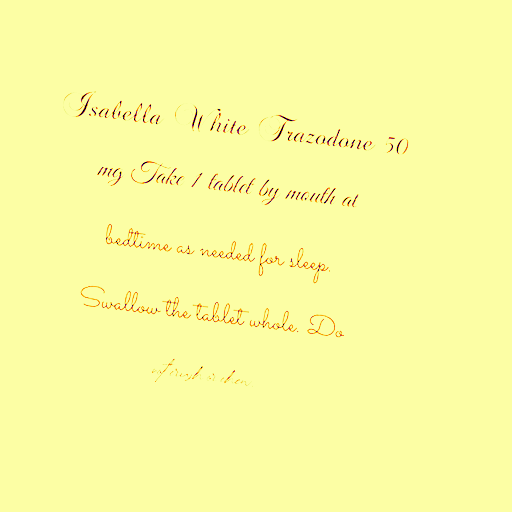 Isabella White Trazodone 50
mg Take 1 tablet by mouth at
bedtime as needed for sleep.
Swallow the tablet whole. Do